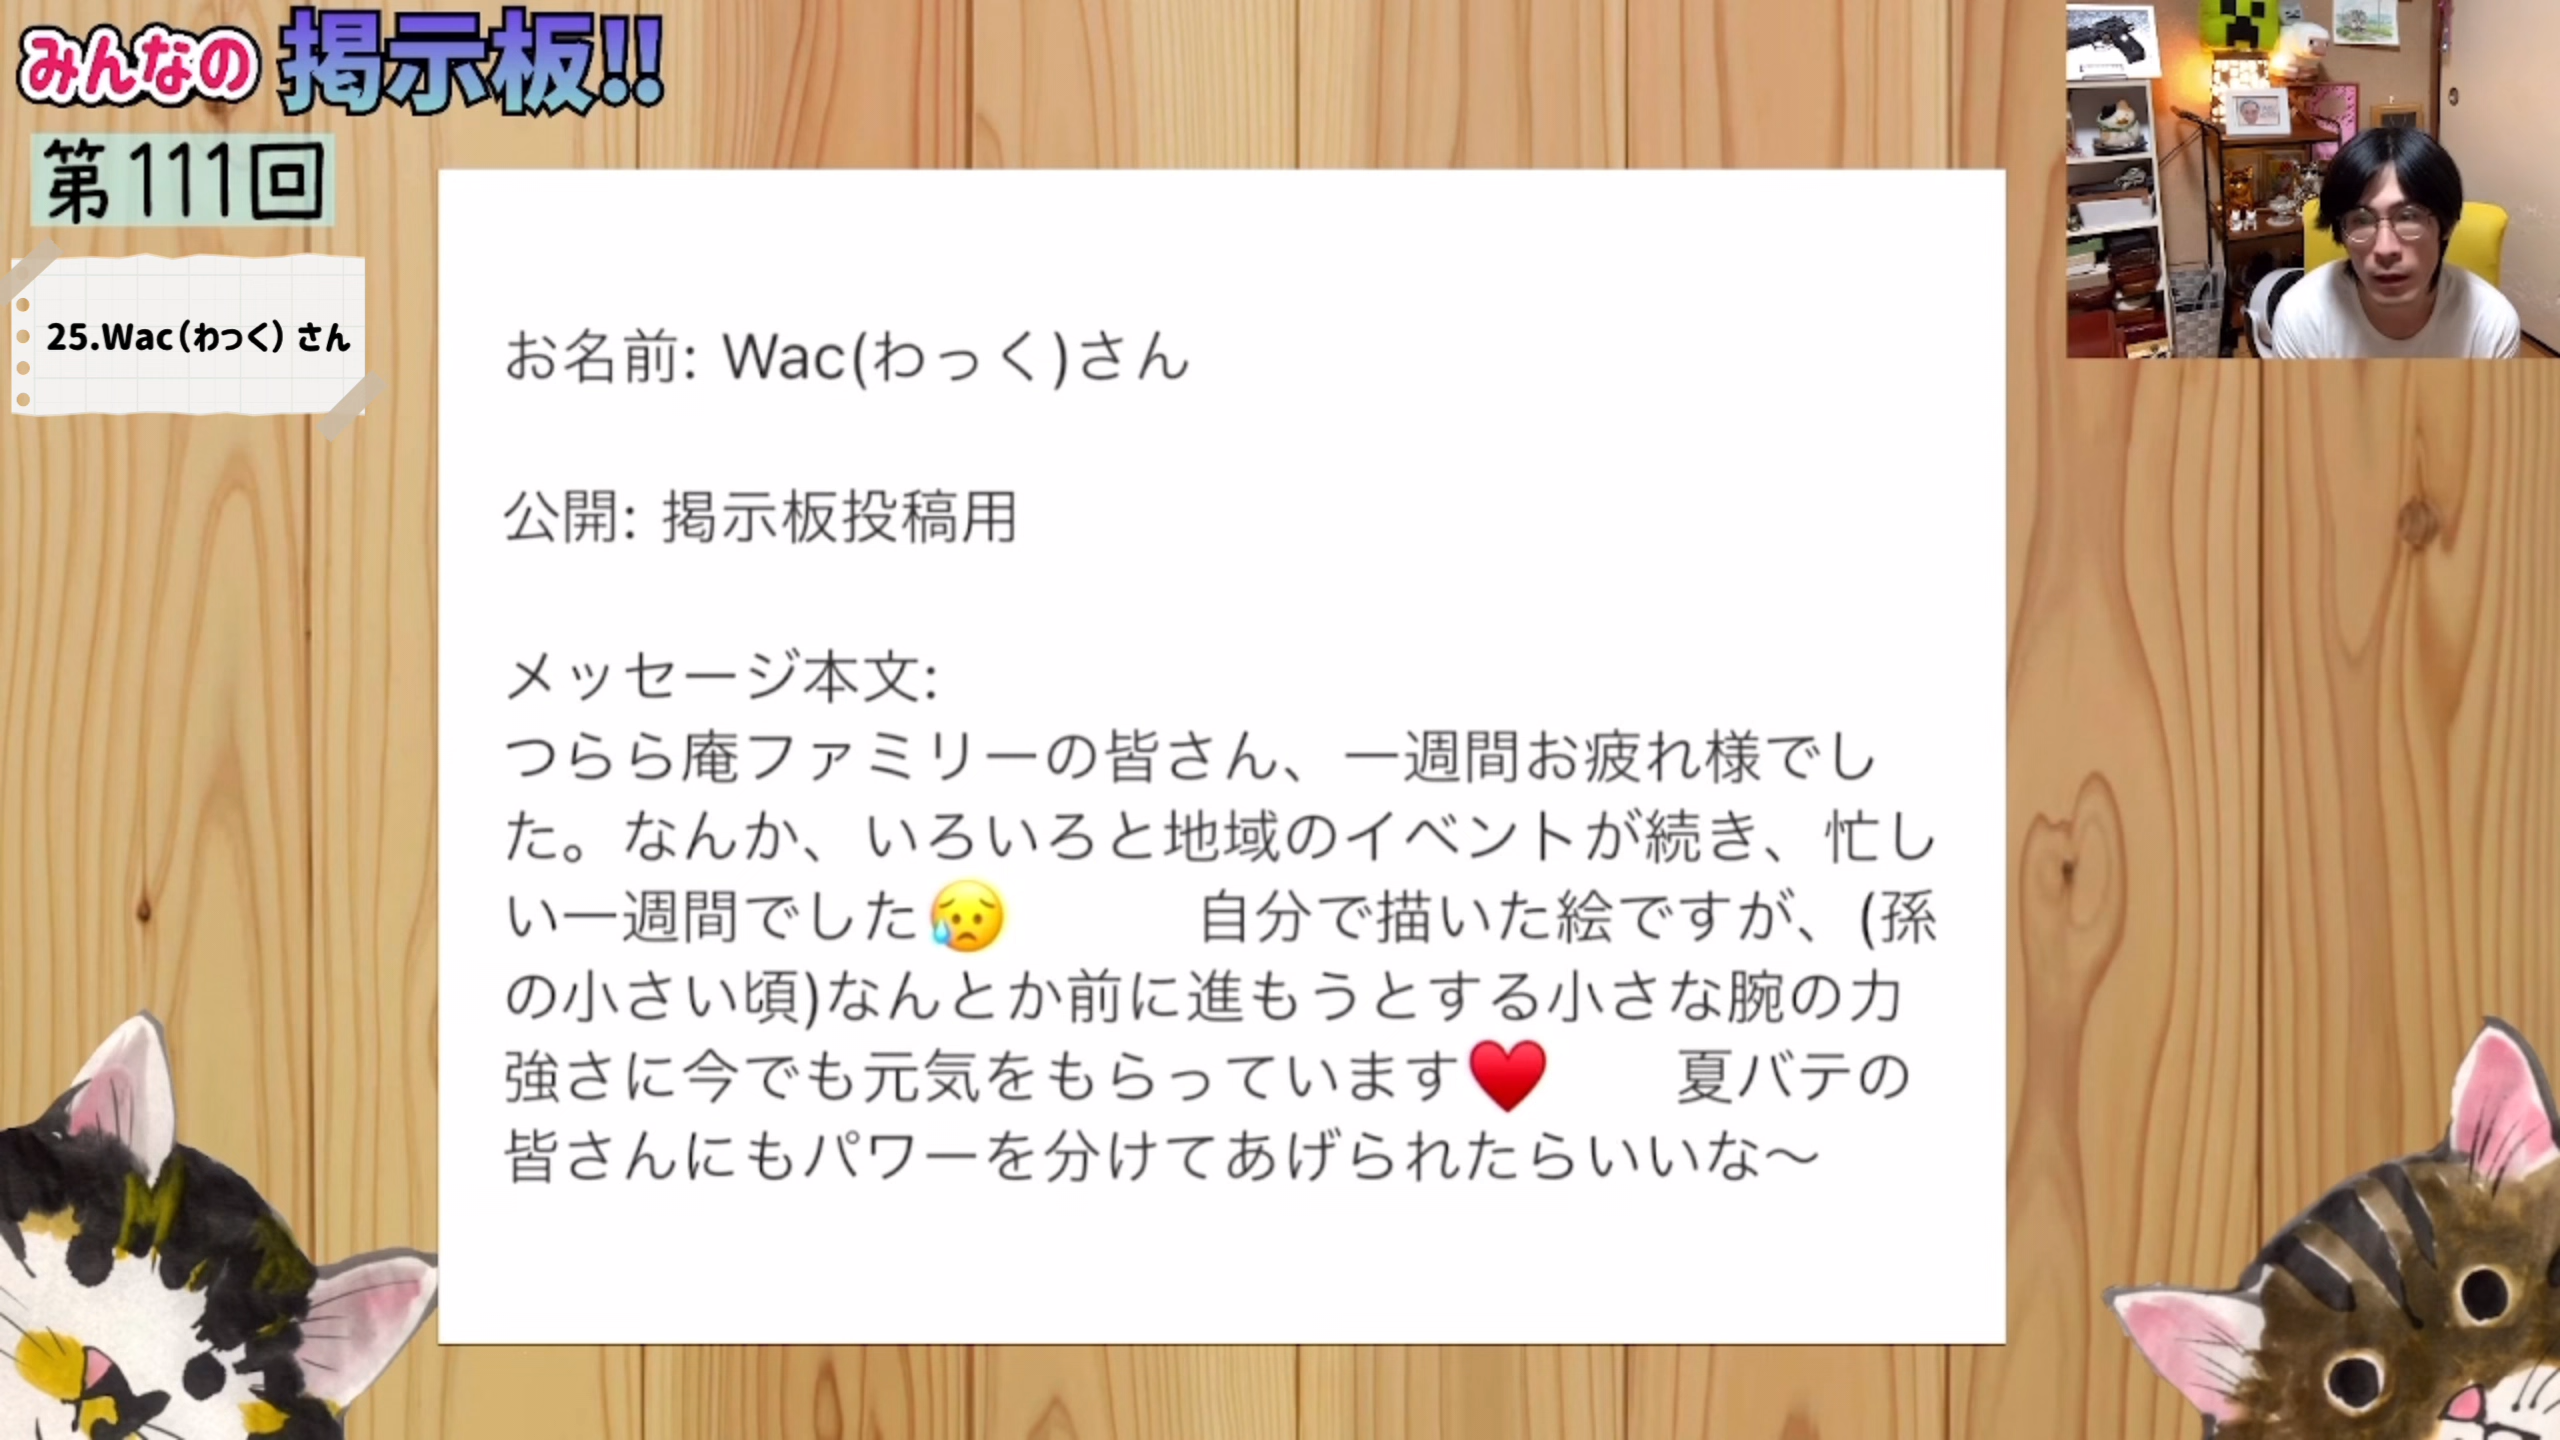 みんなの掲示板!!
第111回
25.Wac(わっく) さん
お名前: Wac(わっく)さん
公開: 掲示板投稿用
メッセージ本文:
つらら庵ファミリーの皆さん、一週間お疲れ様でし
た。なんか、いろいろと地域のイベントが続き、忙し
い一週間でした😥 自分で描いた絵ですが、(孫
の小さい頃)なんとか前に進もうとする小さな腕の力
強さに今でも元気をもらっています♥ 夏バテの
皆さんにもパワーを分けてあげられたらいいな〜